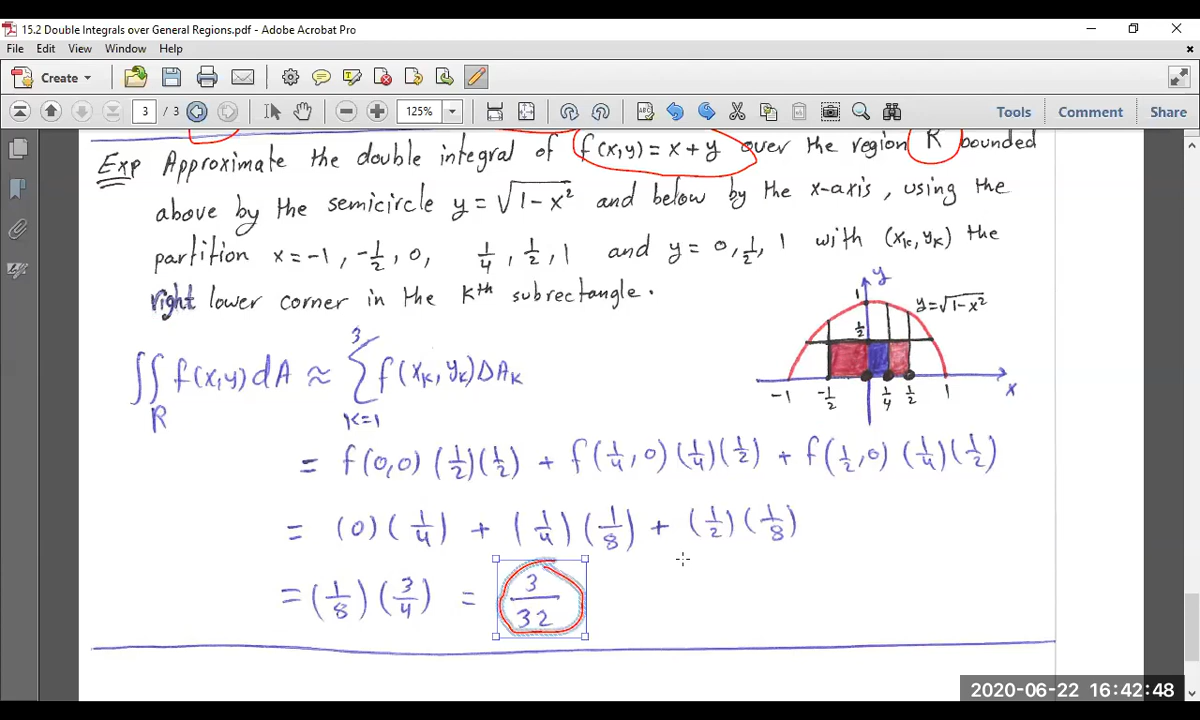 15.2 Double Integrals over General Regions.pdf - Adobe Acrobat Pro
File Edit View Window Help
Create
3 / 3 125% Tools Comment Share
Exp Approximate the double integral of f(x,y) = x + y over the region R bounded
above by the semicircle y = √(1-x²) and below by the x-axis, using the
partition x = -1, -1/2, 0, 1/4, 1/2, 1 and y = 0, 1/2, 1 with (xₖ, yₖ) the
right lower corner in the kᵗʰ subrectangle.
y
1
y = √(1-x²)
1/2
-1 -1/2 1/4 1/2 1 x
∬_R f(x,y) dA ≈ ∑_{k=1}^{3} f(xₖ, yₖ) ΔAₖ
= f(0,0) (1/2)(1/2) + f(1/4, 0) (1/4)(1/2) + f(1/2, 0) (1/4)(1/2)
= (0)(1/4) + (1/4)(1/8) + (1/2)(1/8)
= (1/8)(3/4) = 3/32
2020-06-22 16:42:48